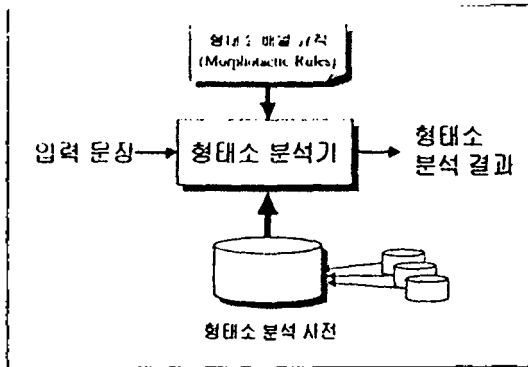 형태소 배열 규칙
(Morphotactic Rules)
입력 문장
형태소 분석기
형태소
분석 결과
형태소 분석 사전